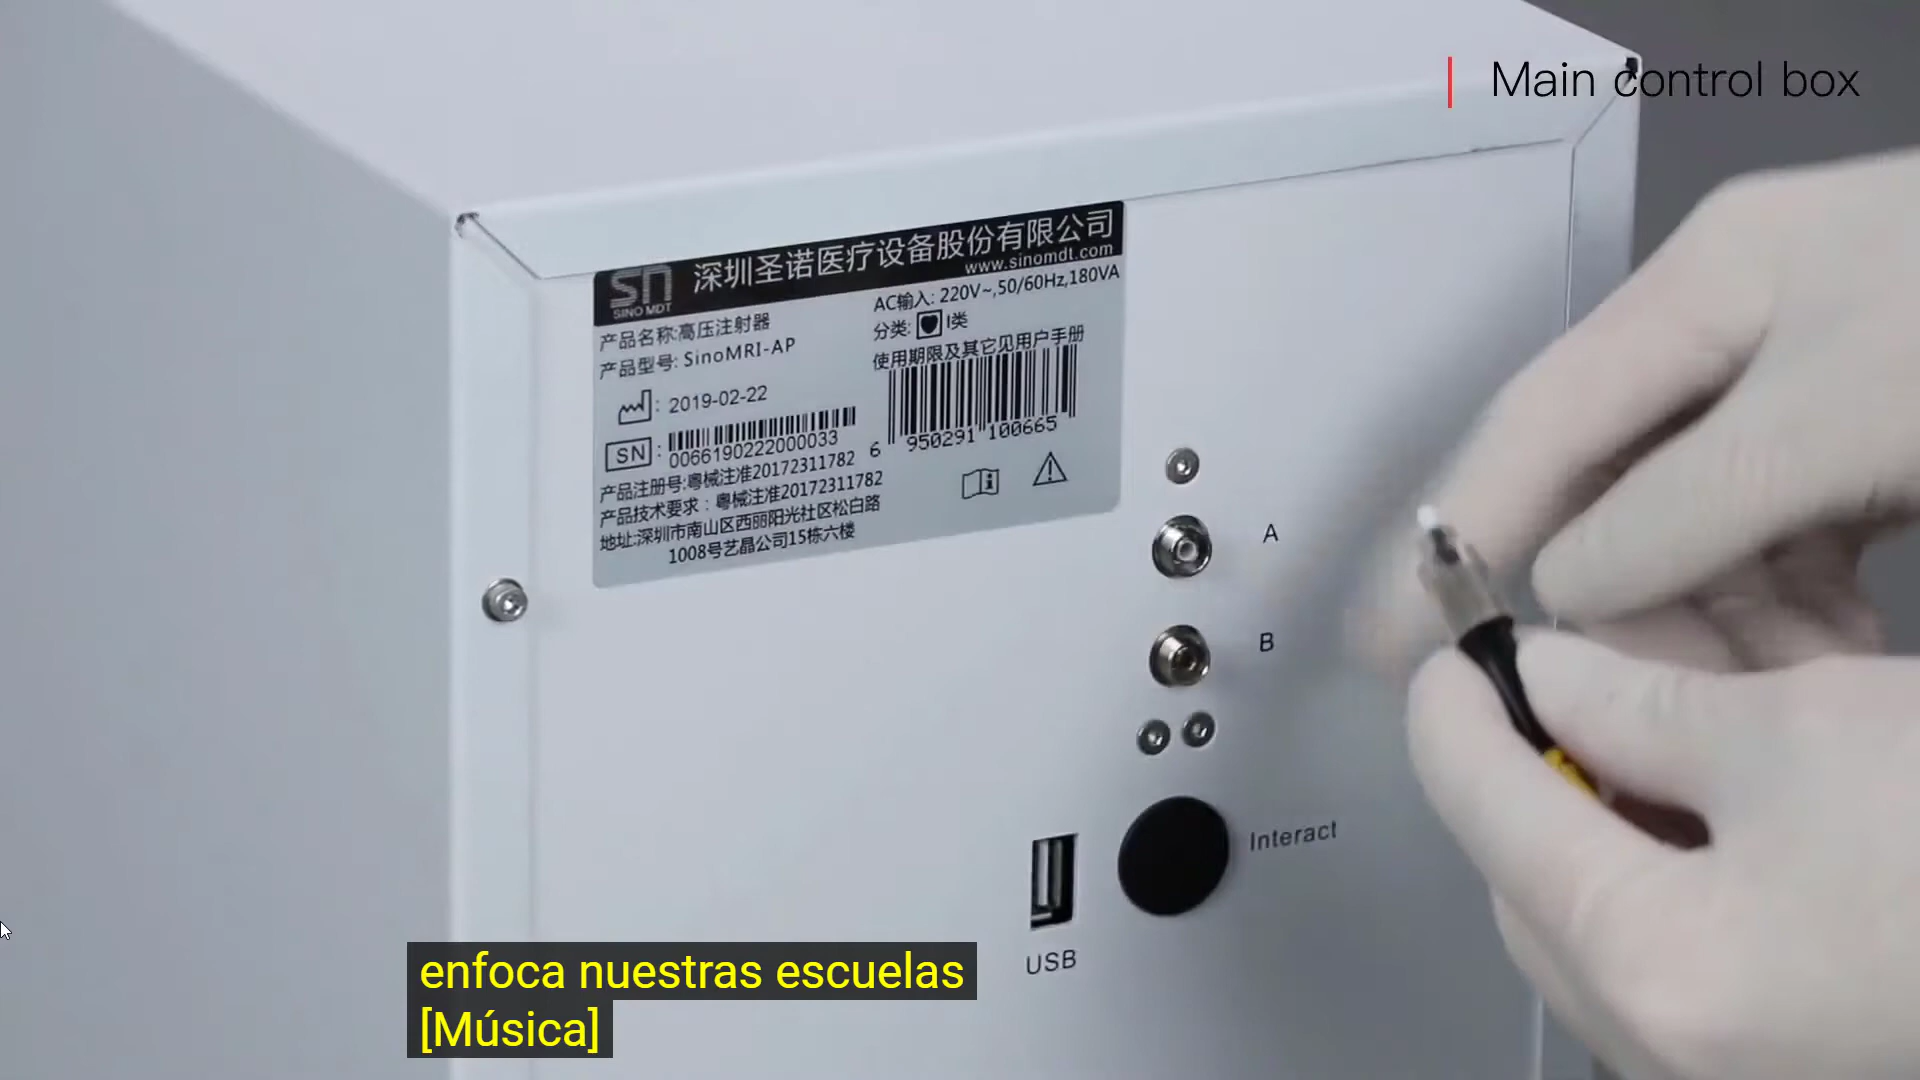 Main control box
sn 深圳圣诺医疗设备股份有限公司
SINO MDT
www.sinomdt.com
产品名称:高压注射器
产品型号: SinoMRI-AP
: 2019-02-22
SN :
0066190222000033
产品注册号:粤械注准20172311782
产品技术要求：粤械注准20172311782
地址:深圳市南山区西丽阳光社区松白路
1008号艺晶公司15栋六楼
AC输入: 220V~,50/60Hz,180VA
分类: I类
使用期限及其它见用户手册
6 950291 100665
A
B
Interact
USB
enfoca nuestras escuelas
[Música]